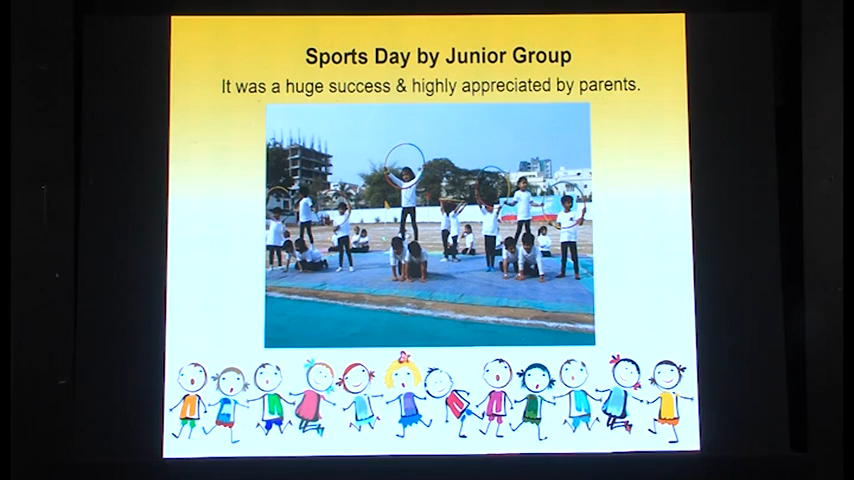 Sports Day by Junior Group
It was a huge success & highly appreciated by parents.